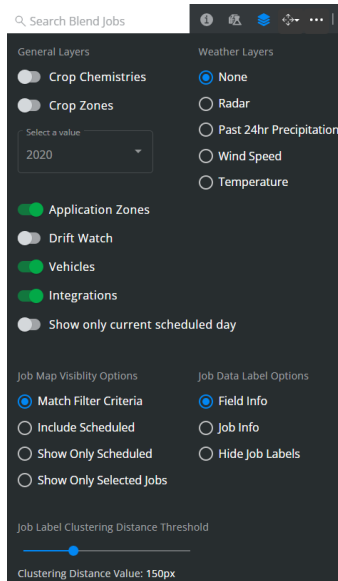 Search Blend Jobs
General Layers
Crop Chemistries
Crop Zones
Select a value
2020
Application Zones
Drift Watch
Vehicles
Integrations
Show only current scheduled day
Weather Layers
None
Radar
Past 24hr Precipitation
Wind Speed
Temperature
Job Map Visiblity Options
Match Filter Criteria
Include Scheduled
Show Only Scheduled
Show Only Selected Jobs
Job Data Label Options
Field Info
Job Info
Hide Job Labels
Job Label Clustering Distance Threshold
Clustering Distance Value: 150px